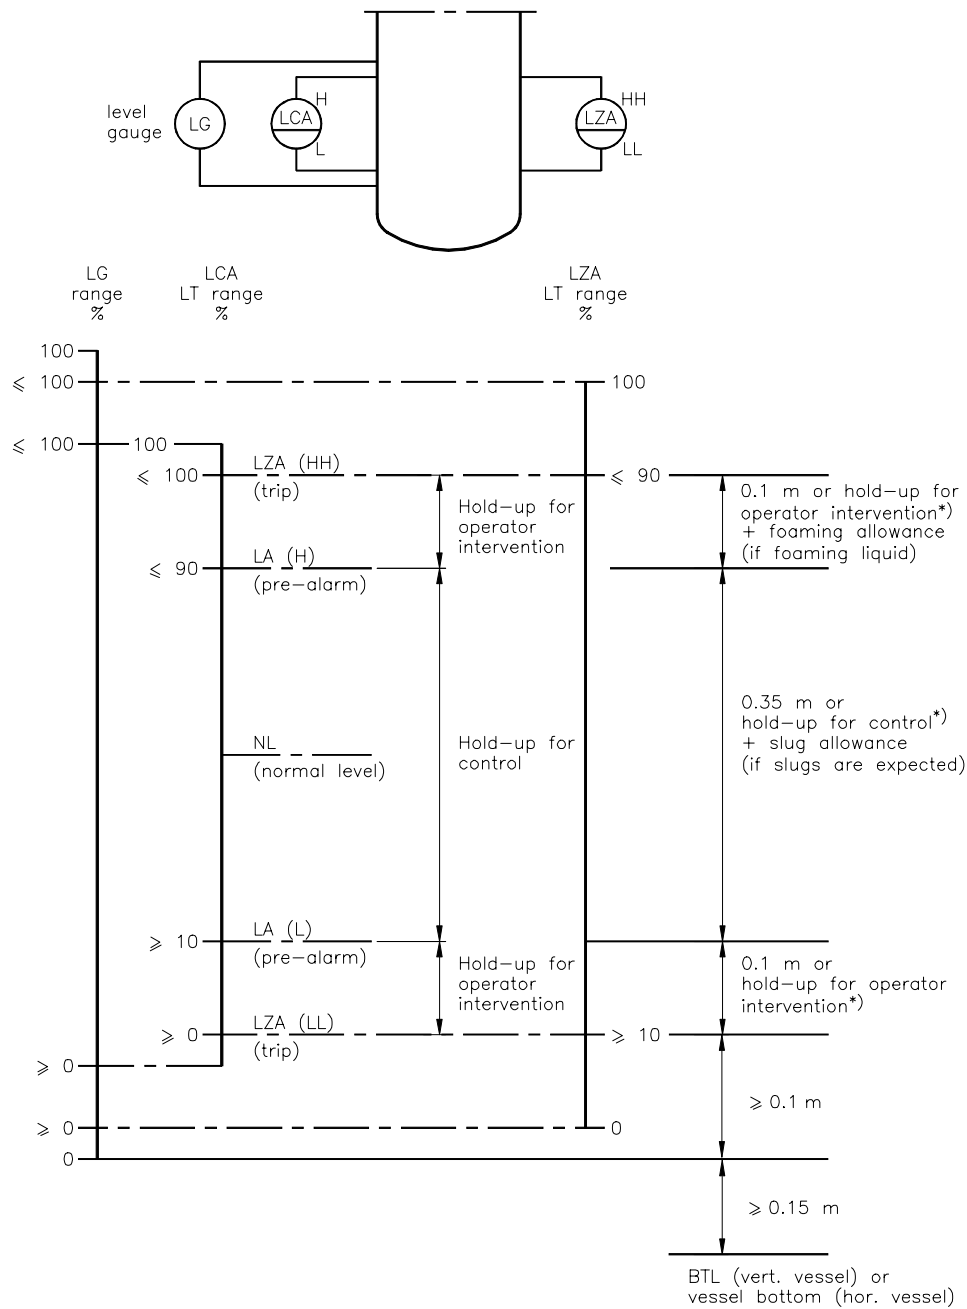 H
HH
level
gauge
LG
LCA
LZA
L
LL
LG
range
%
LCA
LT range
%
LZA
LT range
%
100
⩽ 100
100
⩽ 100
100
LZA (HH)
(trip)
⩽ 100
⩽ 90
Hold-up for
operator
intervention
0.1 m or hold-up for
operator intervention*)
+ foaming allowance
(if foaming liquid)
LA (H)
(pre-alarm)
⩽ 90
0.35 m or
hold-up for control*)
+ slug allowance
(if slugs are expected)
NL
(normal level)
Hold-up for
control
LA (L)
(pre-alarm)
⩾ 10
Hold-up for
operator
intervention
0.1 m or
hold-up for operator
intervention*)
LZA (LL)
(trip)
⩾ 0
⩾ 10
⩾ 0
⩾ 0.1 m
⩾ 0
0
0
⩾ 0.15 m
BTL (vert. vessel) or
vessel bottom (hor. vessel)